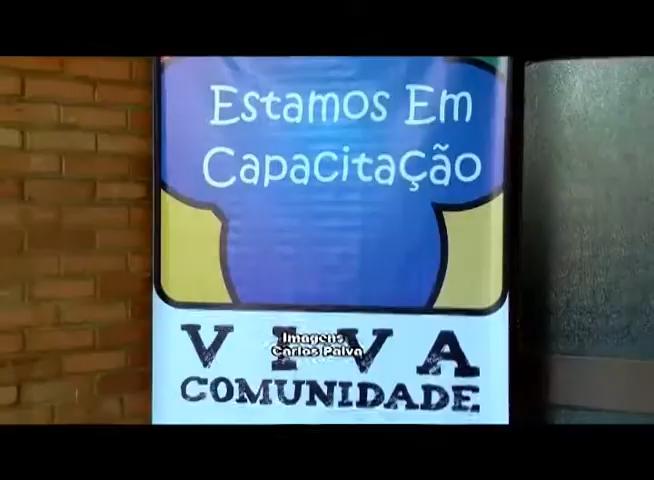 Estamos Em
Capacitação
VIVA
Imagens
Carlos Paiva
COMUNIDADE.